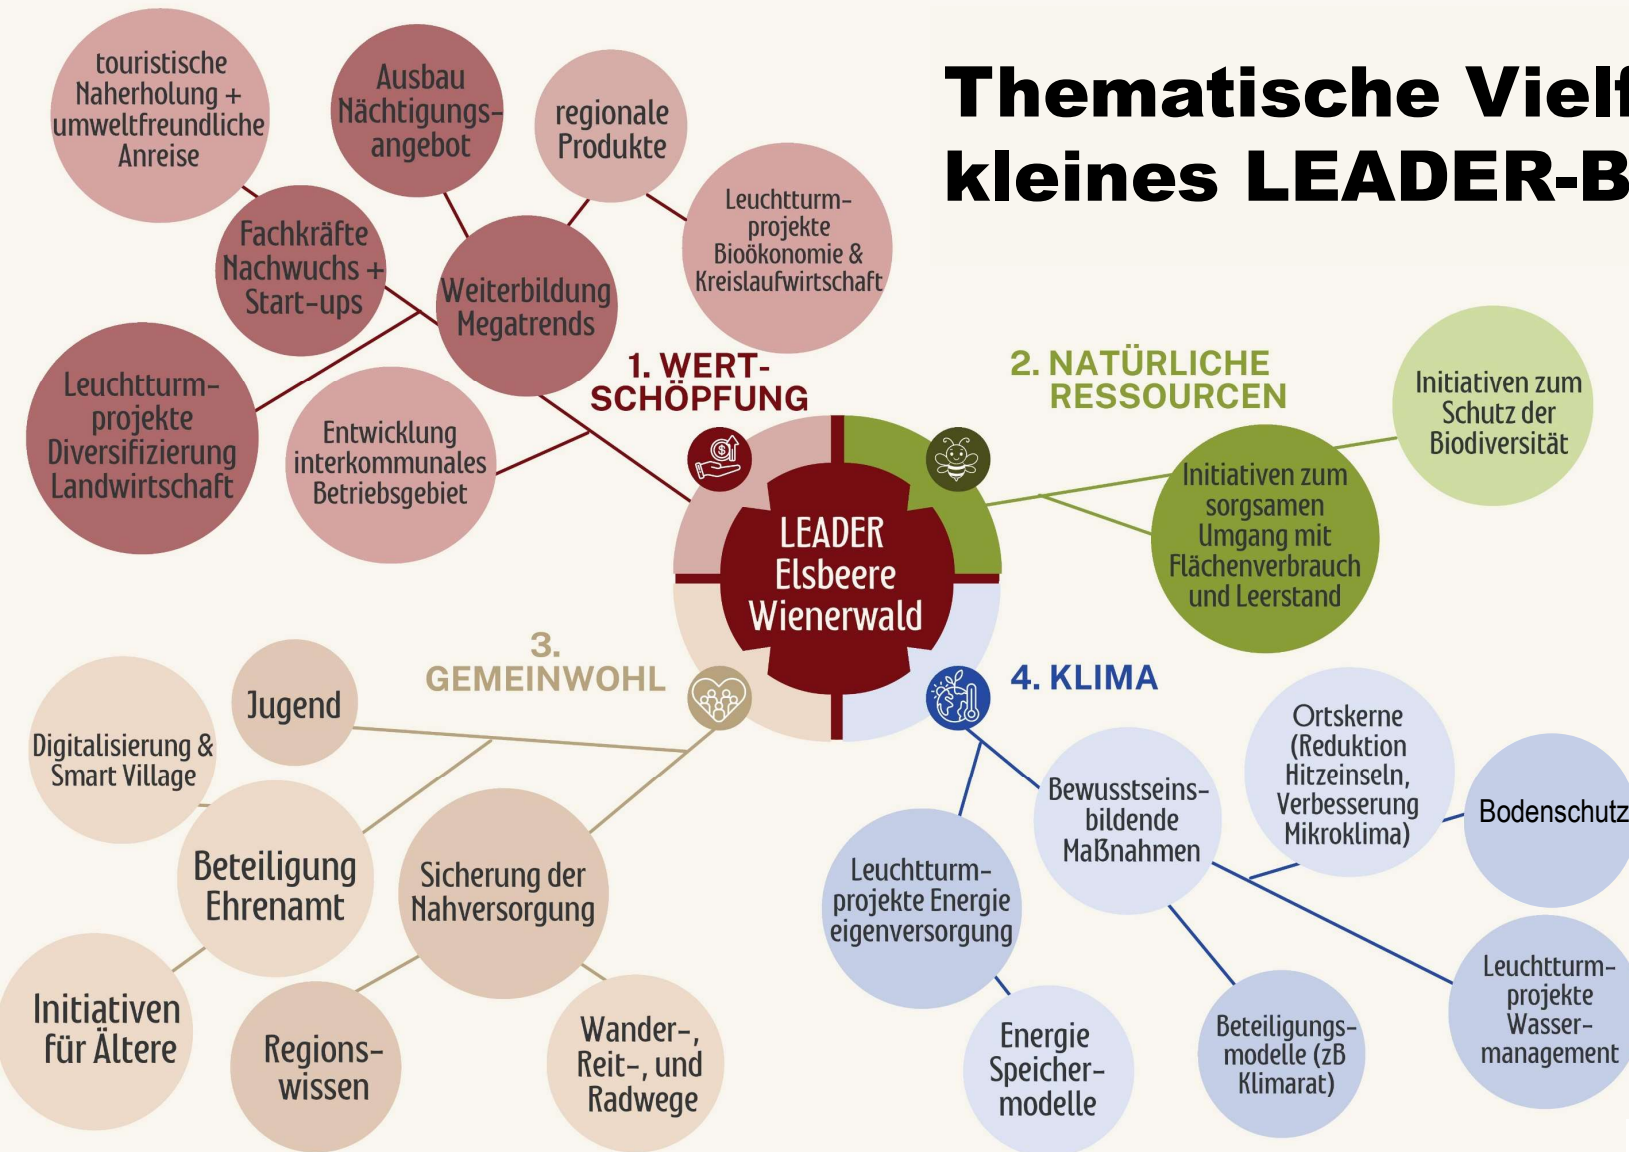 Thematische Vielf
kleines LEADER-B
touristische
Naherholung +
umweltfreundliche
Anreise
Ausbau
Nächtigungs-
angebot
regionale
Produkte
Leuchtturm-
projekte
Bioökonomie &
Kreislaufwirtschaft
Fachkräfte
Nachwuchs +
Start-ups
Weiterbildung
Megatrends
Leuchtturm-
projekte
Diversifizierung
Landwirtschaft
Entwicklung
interkommunales
Betriebsgebiet
1. WERT-
SCHÖPFUNG
2. NATÜRLICHE
RESSOURCEN
Initiativen zum
Schutz der
Biodiversität
Initiativen zum
sorgsamen
Umgang mit
Flächenverbrauch
und Leerstand
LEADER
Elsbeere
Wienerwald
3.
GEMEINWOHL
Jugend
Digitalisierung &
Smart Village
Beteiligung
Ehrenamt
Sicherung der
Nahversorgung
Initiativen
für Ältere
Regions-
wissen
Wander-,
Reit-, und
Radwege
4. KLIMA
Bewusstseins-
bildende
Maßnahmen
Ortskerne
(Reduktion
Hitzeinseln,
Verbesserung
Mikroklima)
Bodenschutz
Leuchtturm-
projekte Energie
eigenversorgung
Energie
Speicher-
modelle
Beteiligungs-
modelle (zB
Klimarat)
Leuchtturm-
projekte
Wasser-
management